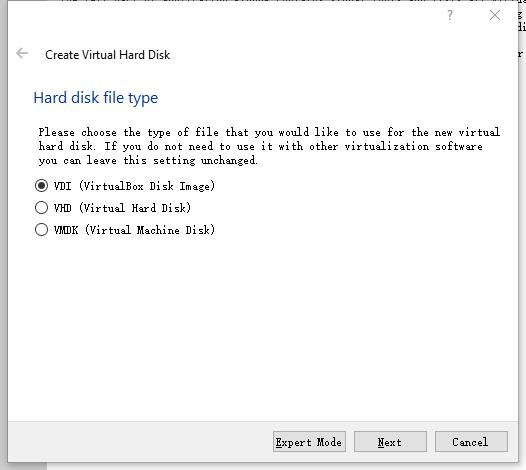 ?
Create Virtual Hard Disk
Hard disk file type
Please choose the type of file that you would like to use for the new virtual
hard disk. If you do not need to use it with other virtualization software
you can leave this setting unchanged.
VDI (VirtualBox Disk Image)
VHD (Virtual Hard Disk)
VMDK (Virtual Machine Disk)
Expert Mode
Next
Cancel